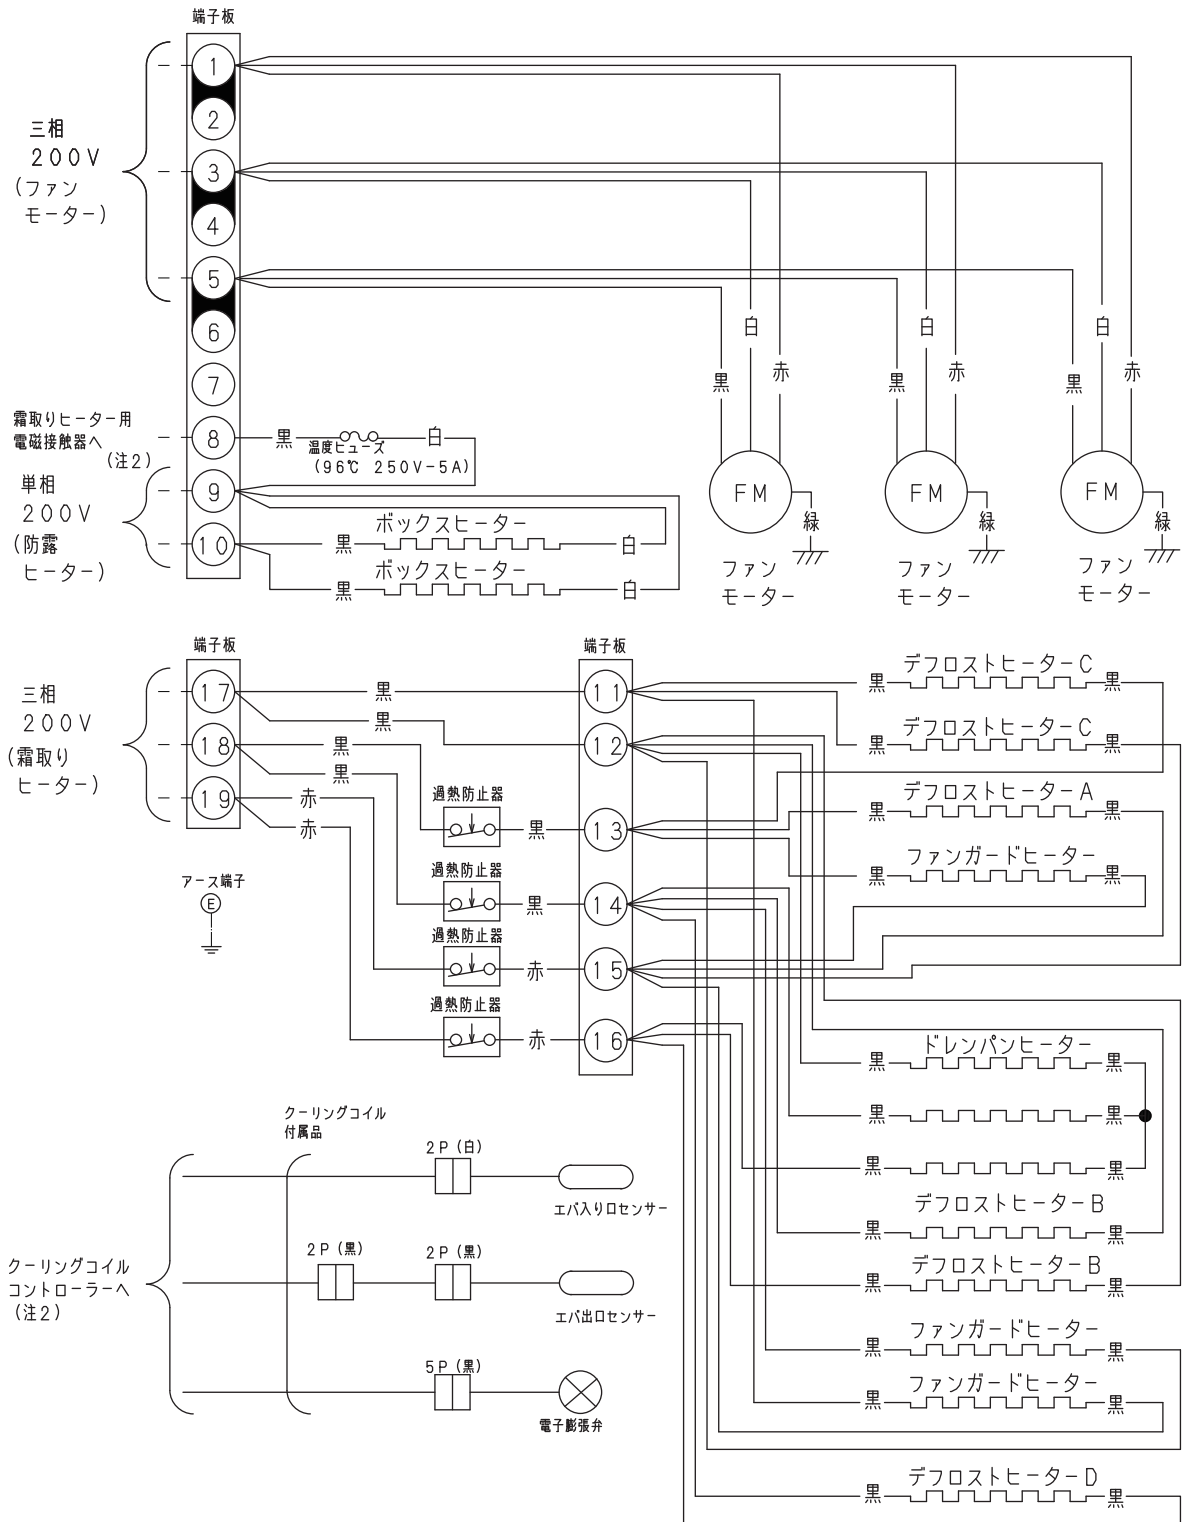 端子板
1
2
3
4
5
6
7
8
9
10
三相
200V
(ファン
モーター)
霜取りヒーター用
電磁接触器へ
(注2)
単相
200V
(防露
ヒーター)
黒
温度ヒューズ
(96℃ 250V-5A)
白
黒
ボックスヒーター
白
黒
ボックスヒーター
白
黒
白
赤
黒
白
赤
黒
白
赤
FM
FM
FM
緑
緑
緑
ファン
モーター
ファン
モーター
ファン
モーター
端子板
17
18
19
三相
200V
(霜取り
ヒーター)
黒
黒
黒
黒
赤
赤
アース端子
E
過熱防止器
黒
過熱防止器
黒
過熱防止器
赤
過熱防止器
赤
端子板
11
12
13
14
15
16
黒 デフロストヒーターC 黒
黒 デフロストヒーターC 黒
黒 デフロストヒーターA 黒
黒 ファンガードヒーター 黒
黒 ドレンパンヒーター 黒
黒 黒
黒 黒
黒 デフロストヒーターB 黒
黒 デフロストヒーターB 黒
黒 ファンガードヒーター 黒
黒 ファンガードヒーター 黒
黒 デフロストヒーターD 黒
クーリングコイル
コントローラーへ
(注2)
クーリングコイル
付属品
2P(白)
エバ入り口センサー
2P(黒)
2P(黒)
エバ出口センサー
5P(黒)
電子膨張弁